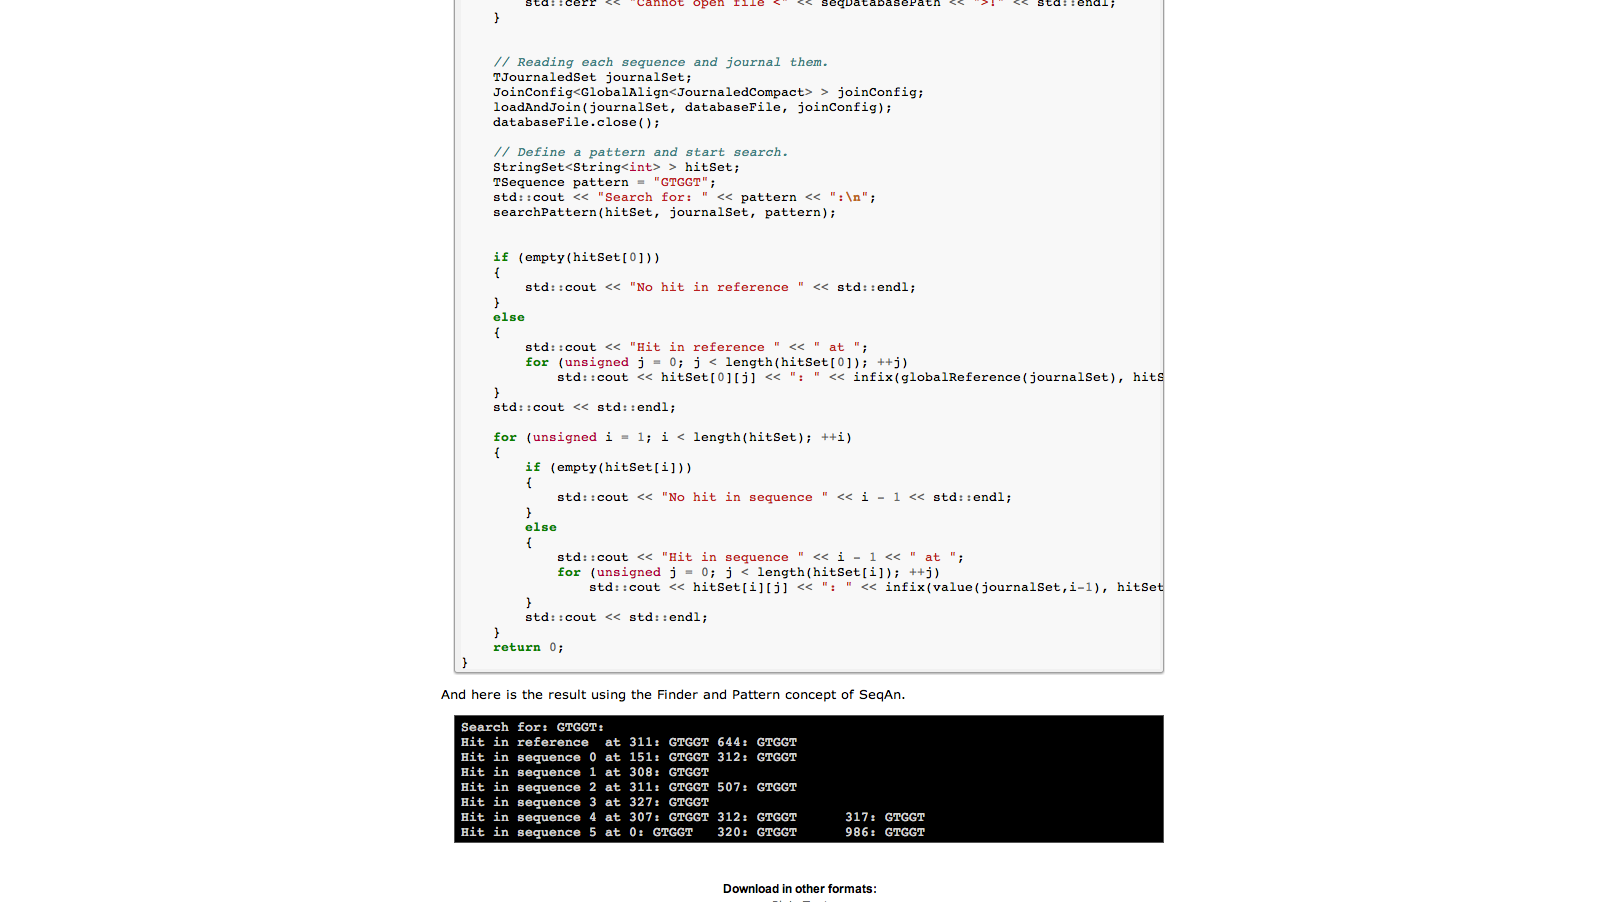 std::cerr << "Cannot open file <" << seqDatabasePath << ">!" << std::endl;
}
// Reading each sequence and journal them.
TJournaledSet journalSet;
JoinConfig<GlobalAlign<JournaledCompact> > joinConfig;
loadAndJoin(journalSet, databaseFile, joinConfig);
databaseFile.close();
// Define a pattern and start search.
StringSet<String<int> > hitSet;
TSequence pattern = "GTGGT";
std::cout << "Search for: " << pattern << ":\n";
searchPattern(hitSet, journalSet, pattern);
if (empty(hitSet[0]))
{
std::cout << "No hit in reference " << std::endl;
}
else
{
std::cout << "Hit in reference " << " at ";
for (unsigned j = 0; j < length(hitSet[0]); ++j)
std::cout << hitSet[0][j] << ": " << infix(globalReference(journalSet), hitS
}
std::cout << std::endl;
for (unsigned i = 1; i < length(hitSet); ++i)
{
if (empty(hitSet[i]))
{
std::cout << "No hit in sequence " << i - 1 << std::endl;
}
else
{
std::cout << "Hit in sequence " << i - 1 << " at ";
for (unsigned j = 0; j < length(hitSet[i]); ++j)
std::cout << hitSet[i][j] << ": " << infix(value(journalSet,i-1), hitSet
}
std::cout << std::endl;
}
return 0;
}
And here is the result using the Finder and Pattern concept of SeqAn.
Search for: GTGGT:
Hit in reference  at 311: GTGGT 644: GTGGT
Hit in sequence 0 at 151: GTGGT 312: GTGGT
Hit in sequence 1 at 308: GTGGT
Hit in sequence 2 at 311: GTGGT 507: GTGGT
Hit in sequence 3 at 327: GTGGT
Hit in sequence 4 at 307: GTGGT 312: GTGGT      317: GTGGT
Hit in sequence 5 at 0: GTGGT   320: GTGGT      986: GTGGT
Download in other formats: